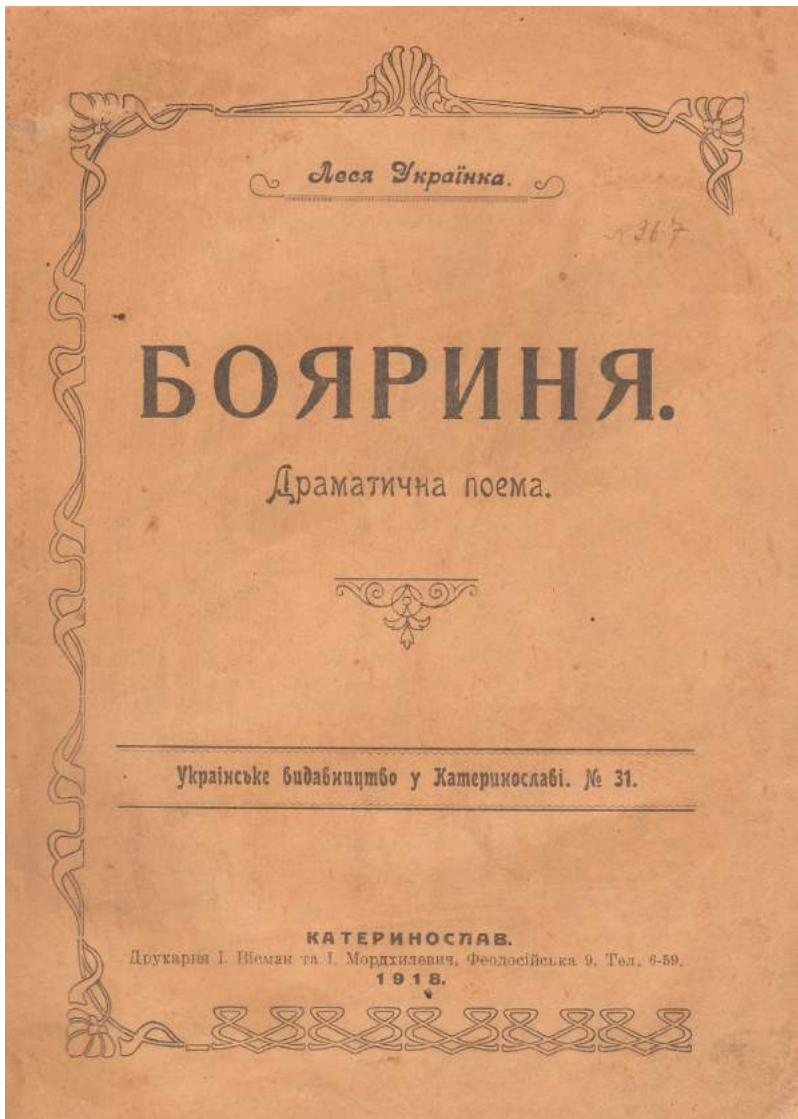 Леся Українка.
№ 367
БОЯРИНЯ.
Драматична поема.
Українське видавництво у Катеринославі. № 31.
КАТЕРИНОСЛАВ.
Друкарня І. Вісман та І. Мордхилевич, Феодосійська 9. Тел. 6-59.
1918.